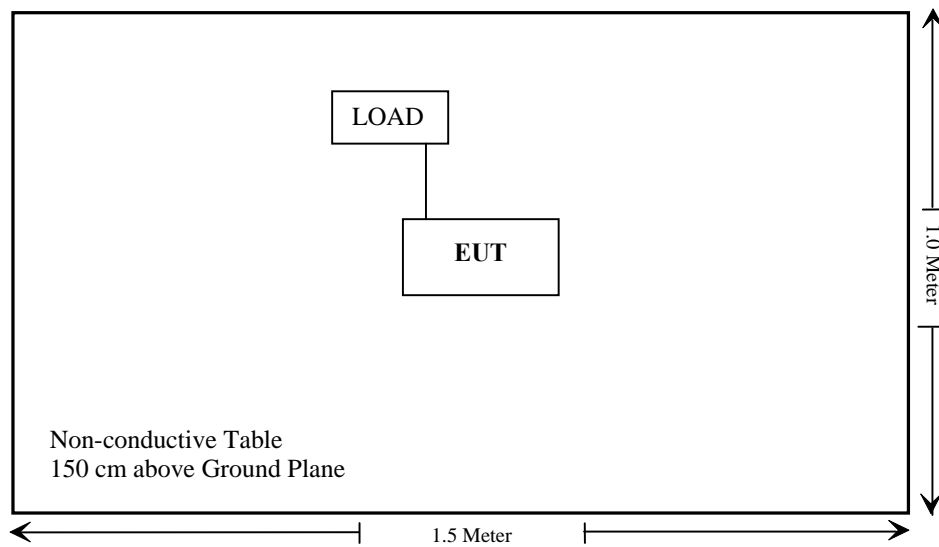 LOAD
EUT
1.0 Meter
Non-conductive Table
150 cm above Ground Plane
1.5 Meter